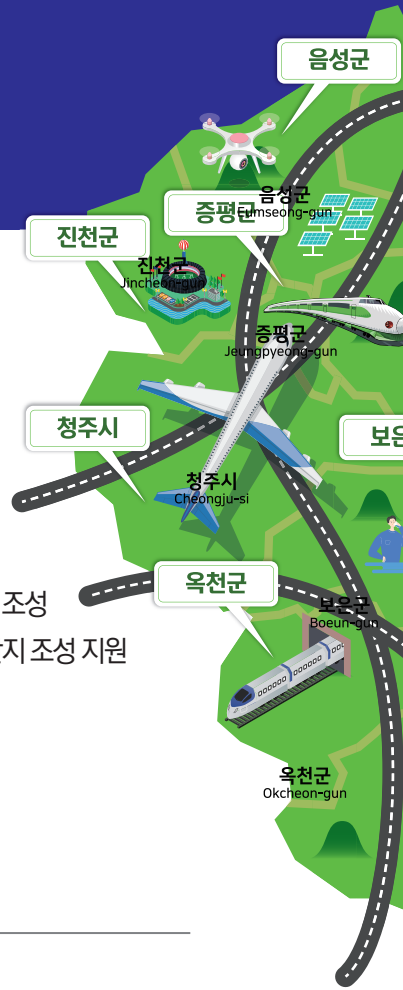 음성군
음성군
Eumseong-gun
증평군
진천군
진천군
Jincheon-gun
증평군
Jeungpyeong-gun
청주시
보은
청주시
Cheongju-si
옥천군
조성
보은군
Boeun-gun
지 조성 지원
옥천군
Okcheon-gun